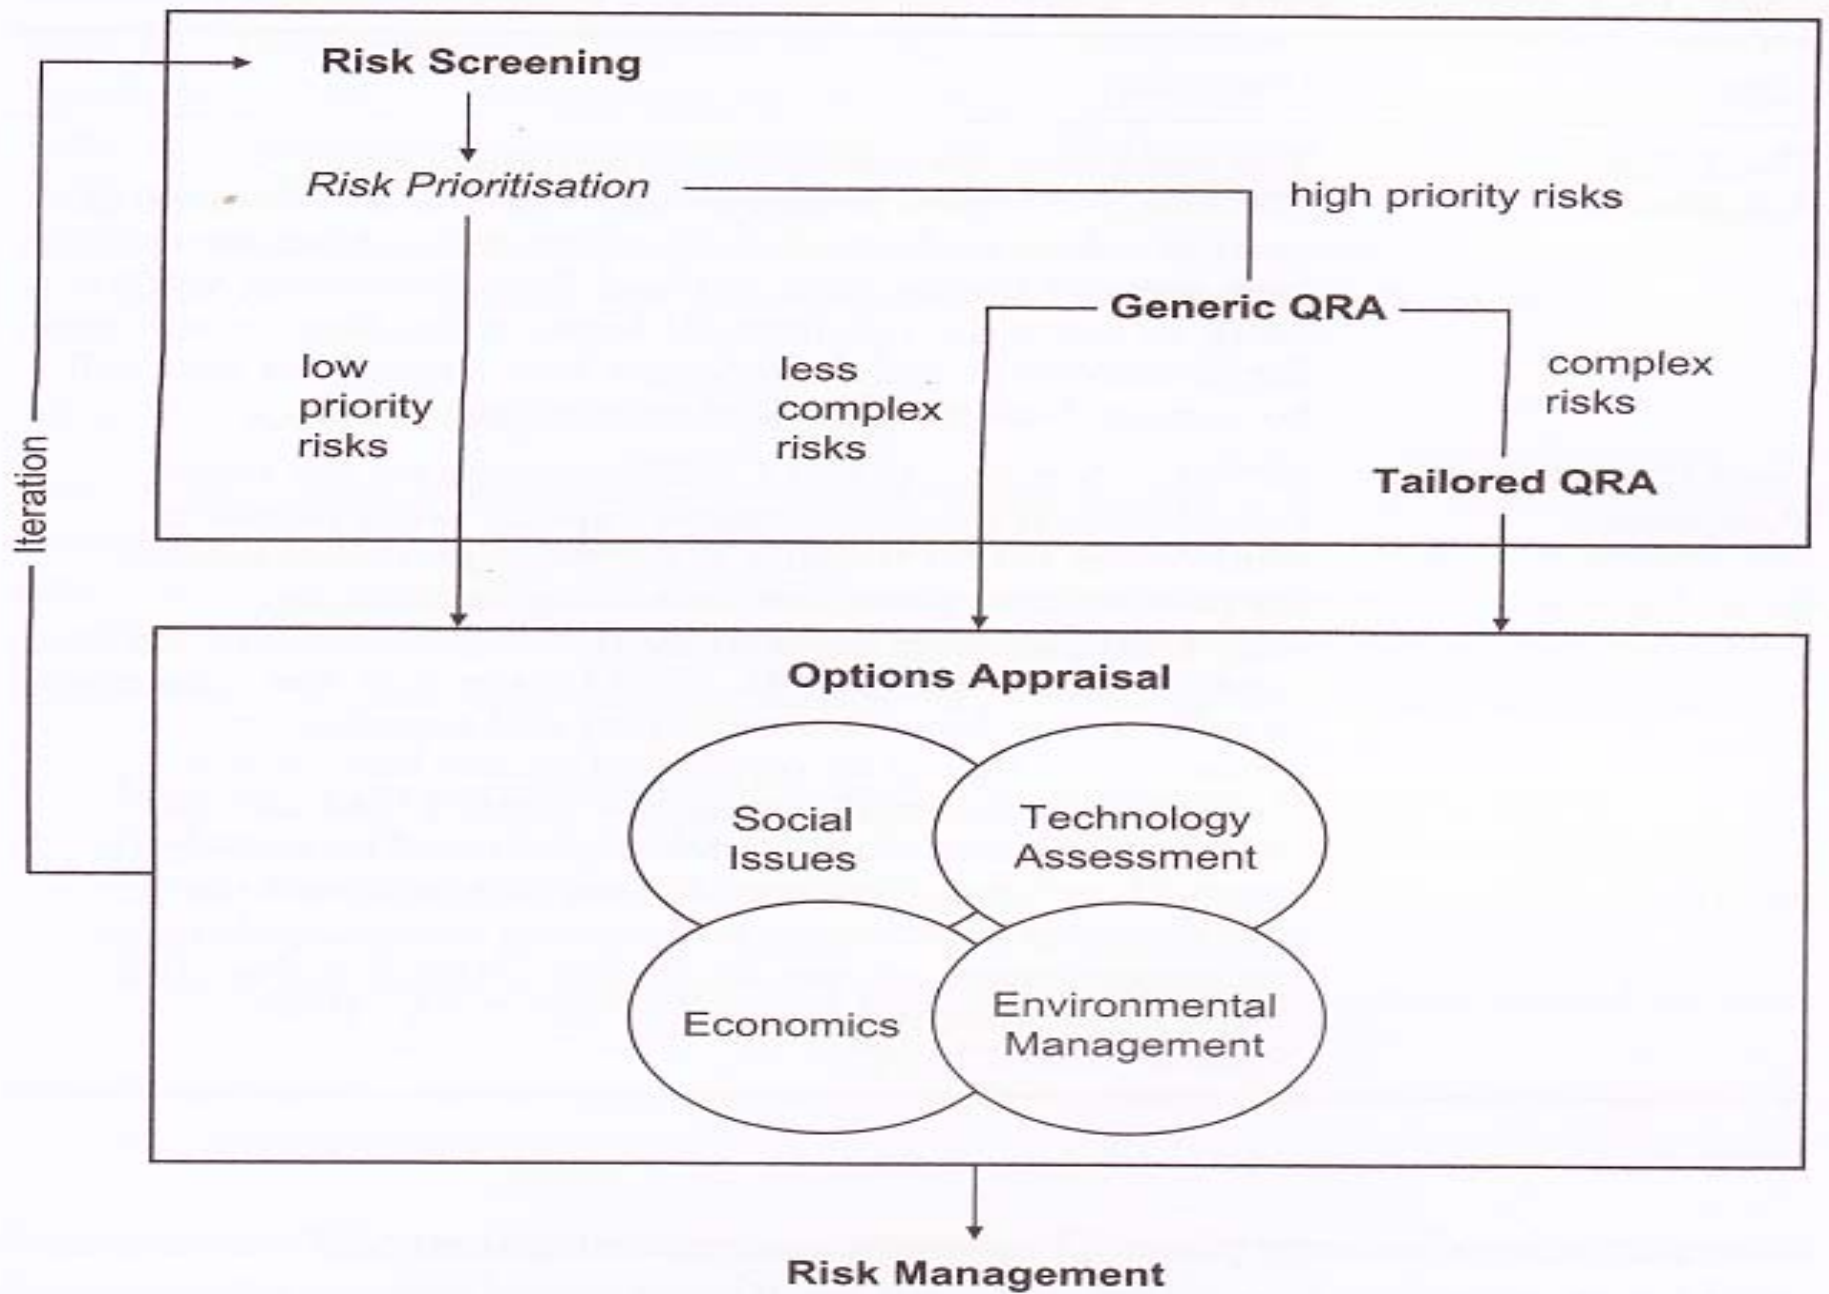 Risk Screening
Risk Prioritisation
high priority risks
Generic QRA
low
priority
risks
less
complex
risks
complex
risks
Tailored QRA
Iteration
Options Appraisal
Social
Issues
Technology
Assessment
Economics
Environmental
Management
Risk Management